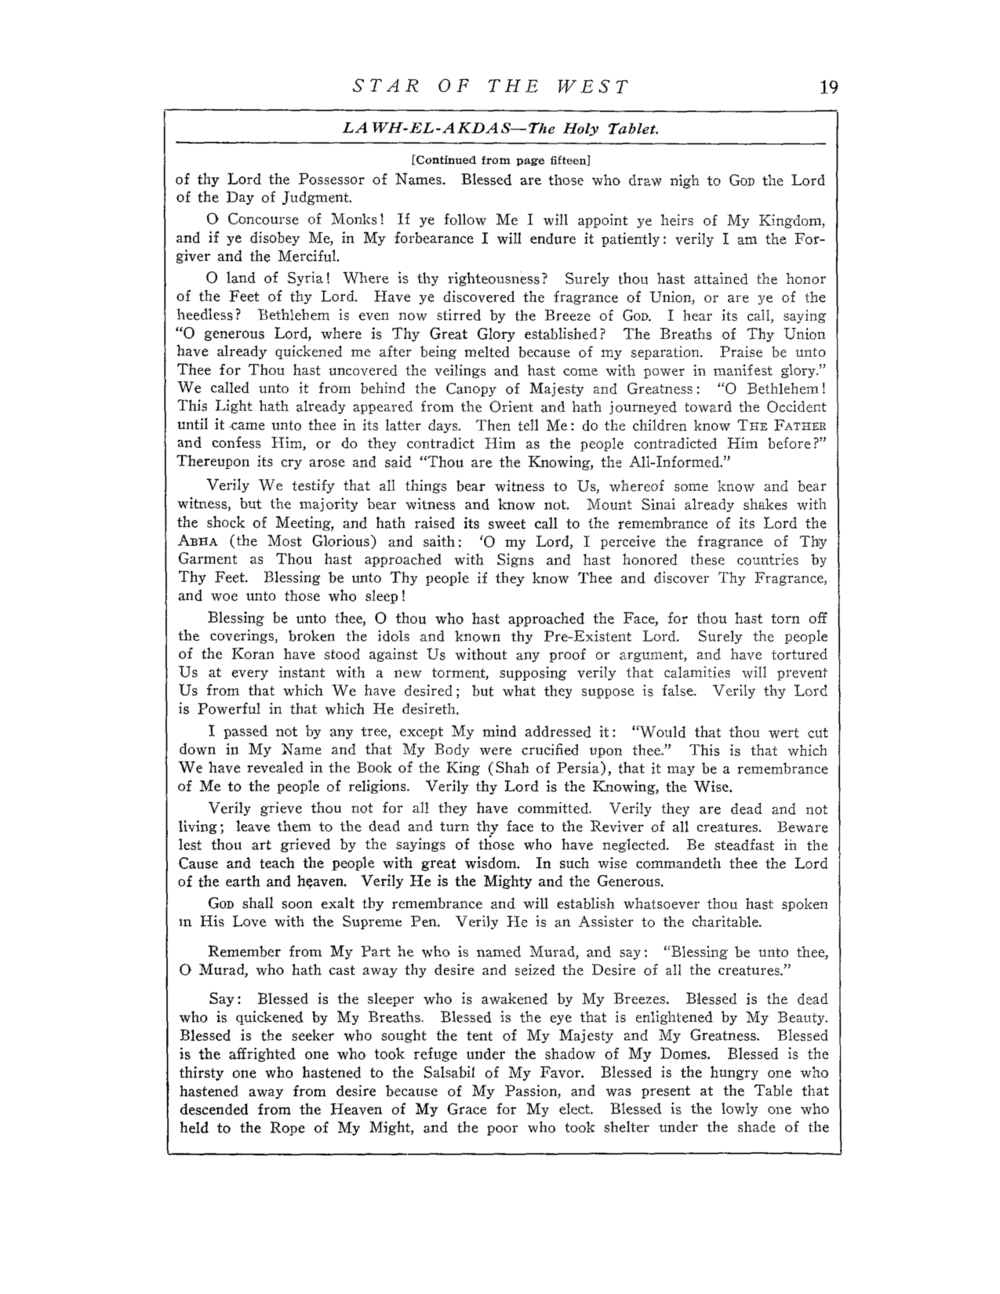 STAR OF THE WEST 19
LAWH-EL-AKDAS—The Holy Tablet.
[Continued from page fifteen]
of thy Lord the Possessor of Names. Blessed are those who draw nigh to GOD the Lord
of the Day of Judgment.
O Concourse of Monks! If ye follow Me I will appoint ye heirs of My Kingdom,
and if ye disobey Me, in My forbearance I will endure it patiently: verily I am the For-
giver and the Merciful.
O land of Syria! Where is thy righteousness? Surely thou hast attained the honor
of the Feet of thy Lord. Have ye discovered the fragrance of Union, or are ye of the
heedless? Bethlehem is even now stirred by the Breeze of GOD. I hear its call, saying
“O generous Lord, where is Thy Great Glory established? The Breaths of Thy Union
have already quickened me after being melted because of my separation. Praise be unto
Thee for Thou hast uncovered the veilings and hast come with power in manifest glory.”
We called unto it from behind the Canopy of Majesty and Greatness: “O Bethlehem!
This Light hath already appeared from the Orient and hath journeyed toward the Occident
until it came unto thee in its latter days. Then tell Me: do the children know THE FATHER
and confess Him, or do they contradict Him as the people contradicted Him before?”
Thereupon its cry arose and said “Thou are the Knowing, the All-Informed.”
Verily We testify that all things bear witness to Us, whereof some know and bear
witness, but the majority bear witness and know not. Mount Sinai already shakes with
the shock of Meeting, and hath raised its sweet call to the remembrance of its Lord the
ABHA (the Most Glorious) and saith: ‘O my Lord, I perceive the fragrance of Thy
Garment as Thou hast approached with Signs and hast honored these countries by
Thy Feet. Blessing be unto Thy people if they know Thee and discover Thy Fragrance,
and woe unto those who sleep!
Blessing be unto thee, O thou who hast approached the Face, for thou hast torn off
the coverings, broken the idols and known thy Pre-Existent Lord. Surely the people
of the Koran have stood against Us without any proof or argument, and have tortured
Us at every instant with a new torment, supposing verily that calamities will prevent
Us from that which We have desired; but what they suppose is false. Verily thy Lord
is Powerful in that which He desireth.
I passed not by any tree, except My mind addressed it: “Would that thou wert cut
down in My Name and that My Body were crucified upon thee.” This is that which
We have revealed in the Book of the King (Shah of Persia), that it may be a remembrance
of Me to the people of religions. Verily thy Lord is the Knowing, the Wise.
Verily grieve thou not for all they have committed. Verily they are dead and not
living; leave them to the dead and turn thy face to the Reviver of all creatures. Beware
lest thou art grieved by the sayings of those who have neglected. Be steadfast in the
Cause and teach the people with great wisdom. In such wise commandeth thee the Lord
of the earth and heaven. Verily He is the Mighty and the Generous.
GOD shall soon exalt thy remembrance and will establish whatsoever thou hast spoken
in His Love with the Supreme Pen. Verily He is an Assister to the charitable.
Remember from My Part he who is named Murad, and say: “Blessing be unto thee,
O Murad, who hath cast away thy desire and seized the Desire of all the creatures.”
Say: Blessed is the sleeper who is awakened by My Breezes. Blessed is the dead
who is quickened by My Breaths. Blessed is the eye that is enlightened by My Beauty.
Blessed is the seeker who sought the tent of My Majesty and My Greatness. Blessed
is the affrighted one who took refuge under the shadow of My Domes. Blessed is the
thirsty one who hastened to the Salsabil of My Favor. Blessed is the hungry one who
hastened away from desire because of My Passion, and was present at the Table that
descended from the Heaven of My Grace for My elect. Blessed is the lowly one who
held to the Rope of My Might, and the poor who took shelter under the shade of the